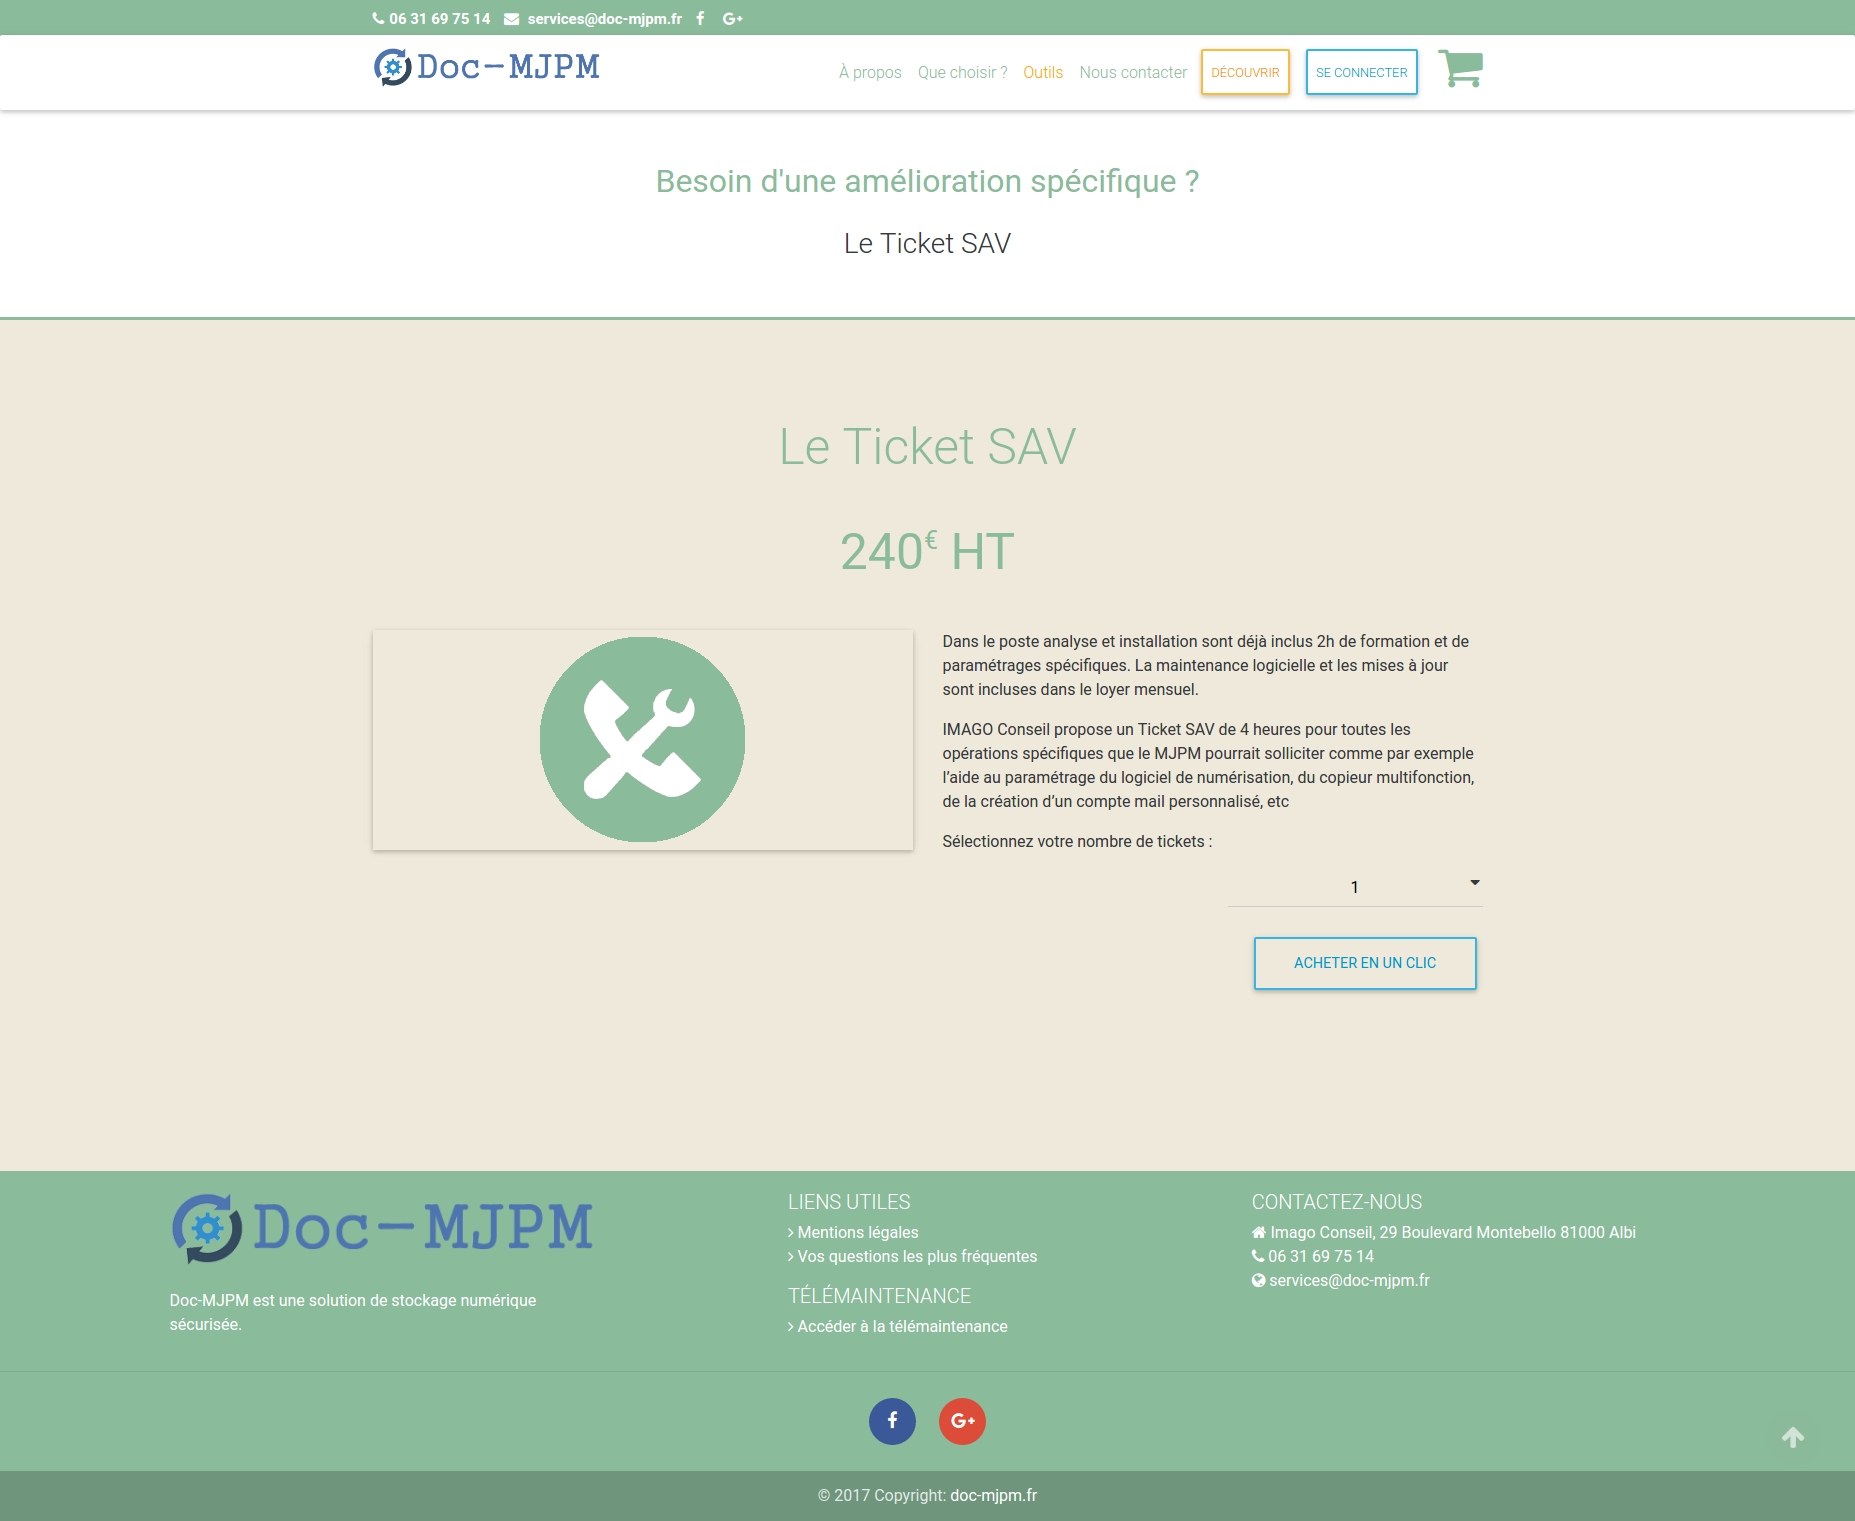 06 31 69 75 14 services@doc-mjpm.fr
Doc-MJPM
À propos Que choisir ? Outils Nous contacter DÉCOUVRIR SE CONNECTER
Besoin d'une amélioration spécifique ?
Le Ticket SAV
Le Ticket SAV
240€ HT
Dans le poste analyse et installation sont déjà inclus 2h de formation et de
paramétrages spécifiques. La maintenance logicielle et les mises à jour
sont incluses dans le loyer mensuel.
IMAGO Conseil propose un Ticket SAV de 4 heures pour toutes les
opérations spécifiques que le MJPM pourrait solliciter comme par exemple
l’aide au paramétrage du logiciel de numérisation, du copieur multifonction,
de la création d’un compte mail personnalisé, etc
Sélectionnez votre nombre de tickets :
1
ACHETER EN UN CLIC
Doc-MJPM
Doc-MJPM est une solution de stockage numérique
sécurisée.
LIENS UTILES
Mentions légales
Vos questions les plus fréquentes
TÉLÉMAINTENANCE
Accéder à la télémaintenance
CONTACTEZ-NOUS
Imago Conseil, 29 Boulevard Montebello 81000 Albi
06 31 69 75 14
services@doc-mjpm.fr
© 2017 Copyright: doc-mjpm.fr